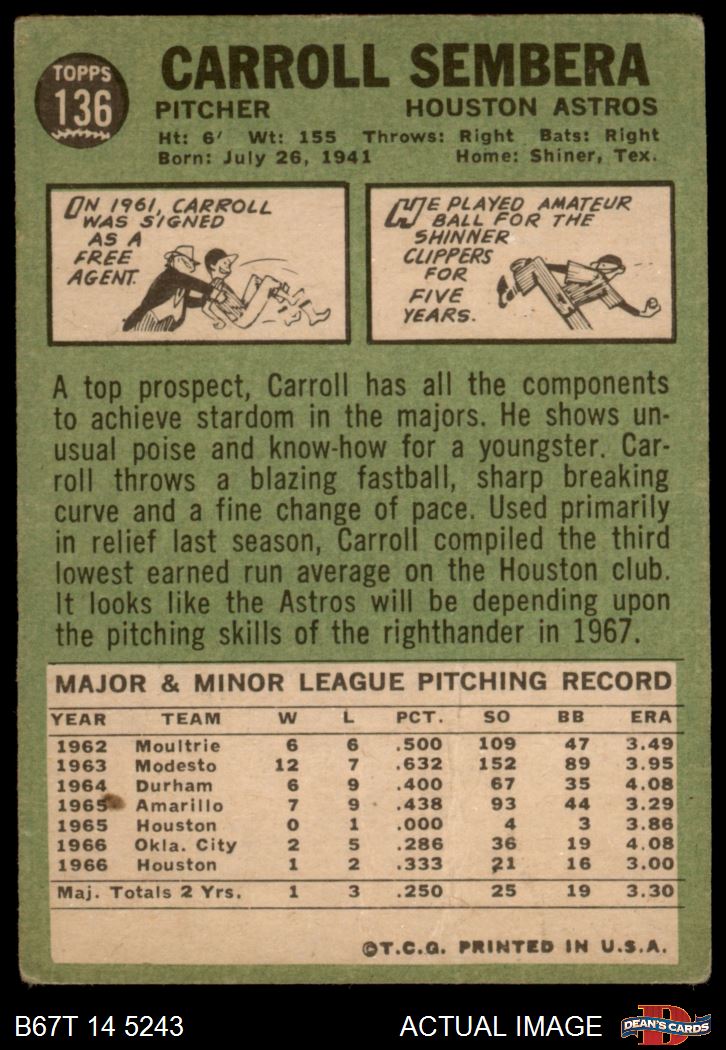 TOPPS
136
CARROLL SEMBERA
PITCHER HOUSTON ASTROS
Ht: 6' Wt: 155 Throws: Right Bats: Right
Born: July 26, 1941 Home: Shiner, Tex.
ON 1961, CARROLL
WAS SIGNED
AS A
FREE
AGENT.
HE PLAYED AMATEUR
BALL FOR THE
SHINNER
CLIPPERS
FOR
FIVE
YEARS.
A top prospect, Carroll has all the components
to achieve stardom in the majors. He shows un-
usual poise and know-how for a youngster. Car-
roll throws a blazing fastball, sharp breaking
curve and a fine change of pace. Used primarily
in relief last season, Carroll compiled the third
lowest earned run average on the Houston club.
It looks like the Astros will be depending upon
the pitching skills of the righthander in 1967.
MAJOR & MINOR LEAGUE PITCHING RECORD
YEAR TEAM W L PCT. SO BB ERA
1962 Moultrie 6 6 .500 109 47 3.49
1963 Modesto 12 7 .632 152 89 3.95
1964 Durham 6 9 .400 67 35 4.08
1965 Amarillo 7 9 .438 93 44 3.29
1965 Houston 0 1 .000 4 3 3.86
1966 Okla. City 2 5 .286 36 19 4.08
1966 Houston 1 2 .333 21 16 3.00
Maj. Totals 2 Yrs. 1 3 .250 25 19 3.30
©T.C.G. PRINTED IN U.S.A.
B67T 14 5243 ACTUAL IMAGE
D
DEAN'S CARDS